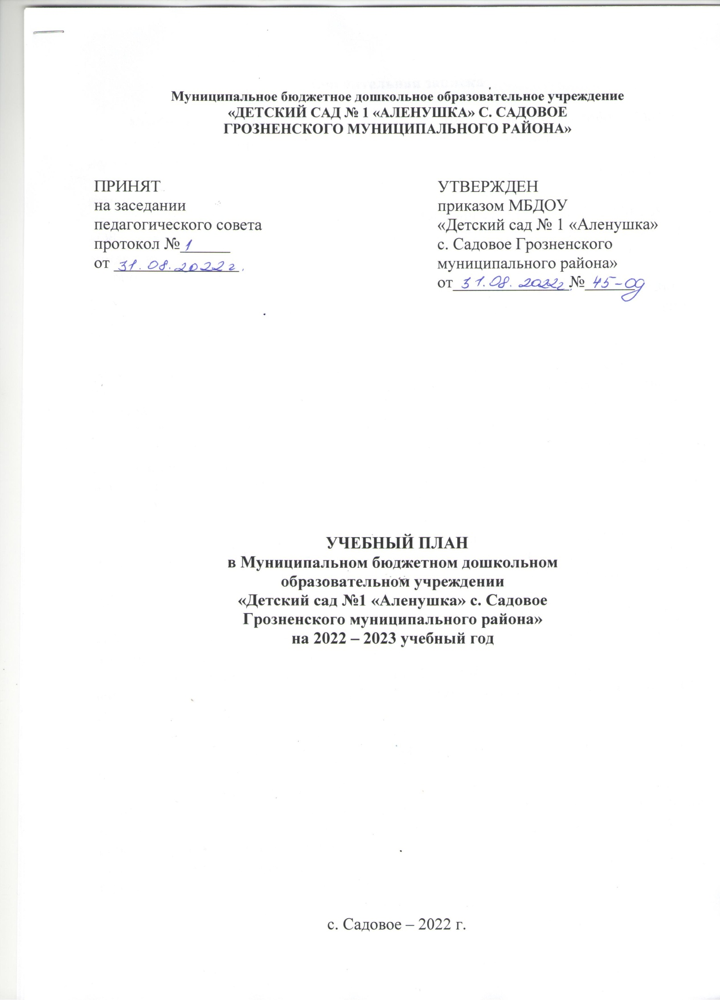 Муниципальное бюджетное дошкольное образовательное учреждение
«ДЕТСКИЙ САД № 1 «АЛЕНУШКА» С. САДОВОЕ
ГРОЗНЕНСКОГО МУНИЦИПАЛЬНОГО РАЙОНА»
ПРИНЯТ
на заседании
педагогического совета
протокол № 1
от 31.08.2022г.
УТВЕРЖДЕН
приказом МБДОУ
«Детский сад № 1 «Аленушка»
с. Садовое Грозненского
муниципального района»
от 31.08.2022г. № 45-од
УЧЕБНЫЙ ПЛАН
в Муниципальном бюджетном дошкольном
образовательном учреждении
«Детский сад №1 «Аленушка» с. Садовое
Грозненского муниципального района»
на 2022 – 2023 учебный год
с. Садовое – 2022 г.